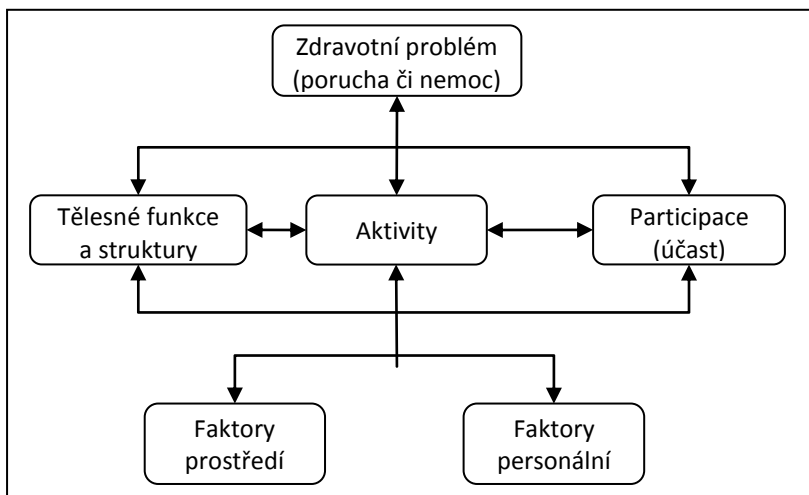 Zdravotní problém
(porucha či nemoc)
Tělesné funkce
a struktury
Aktivity
Participace
(účast)
Faktory
prostředí
Faktory
personální